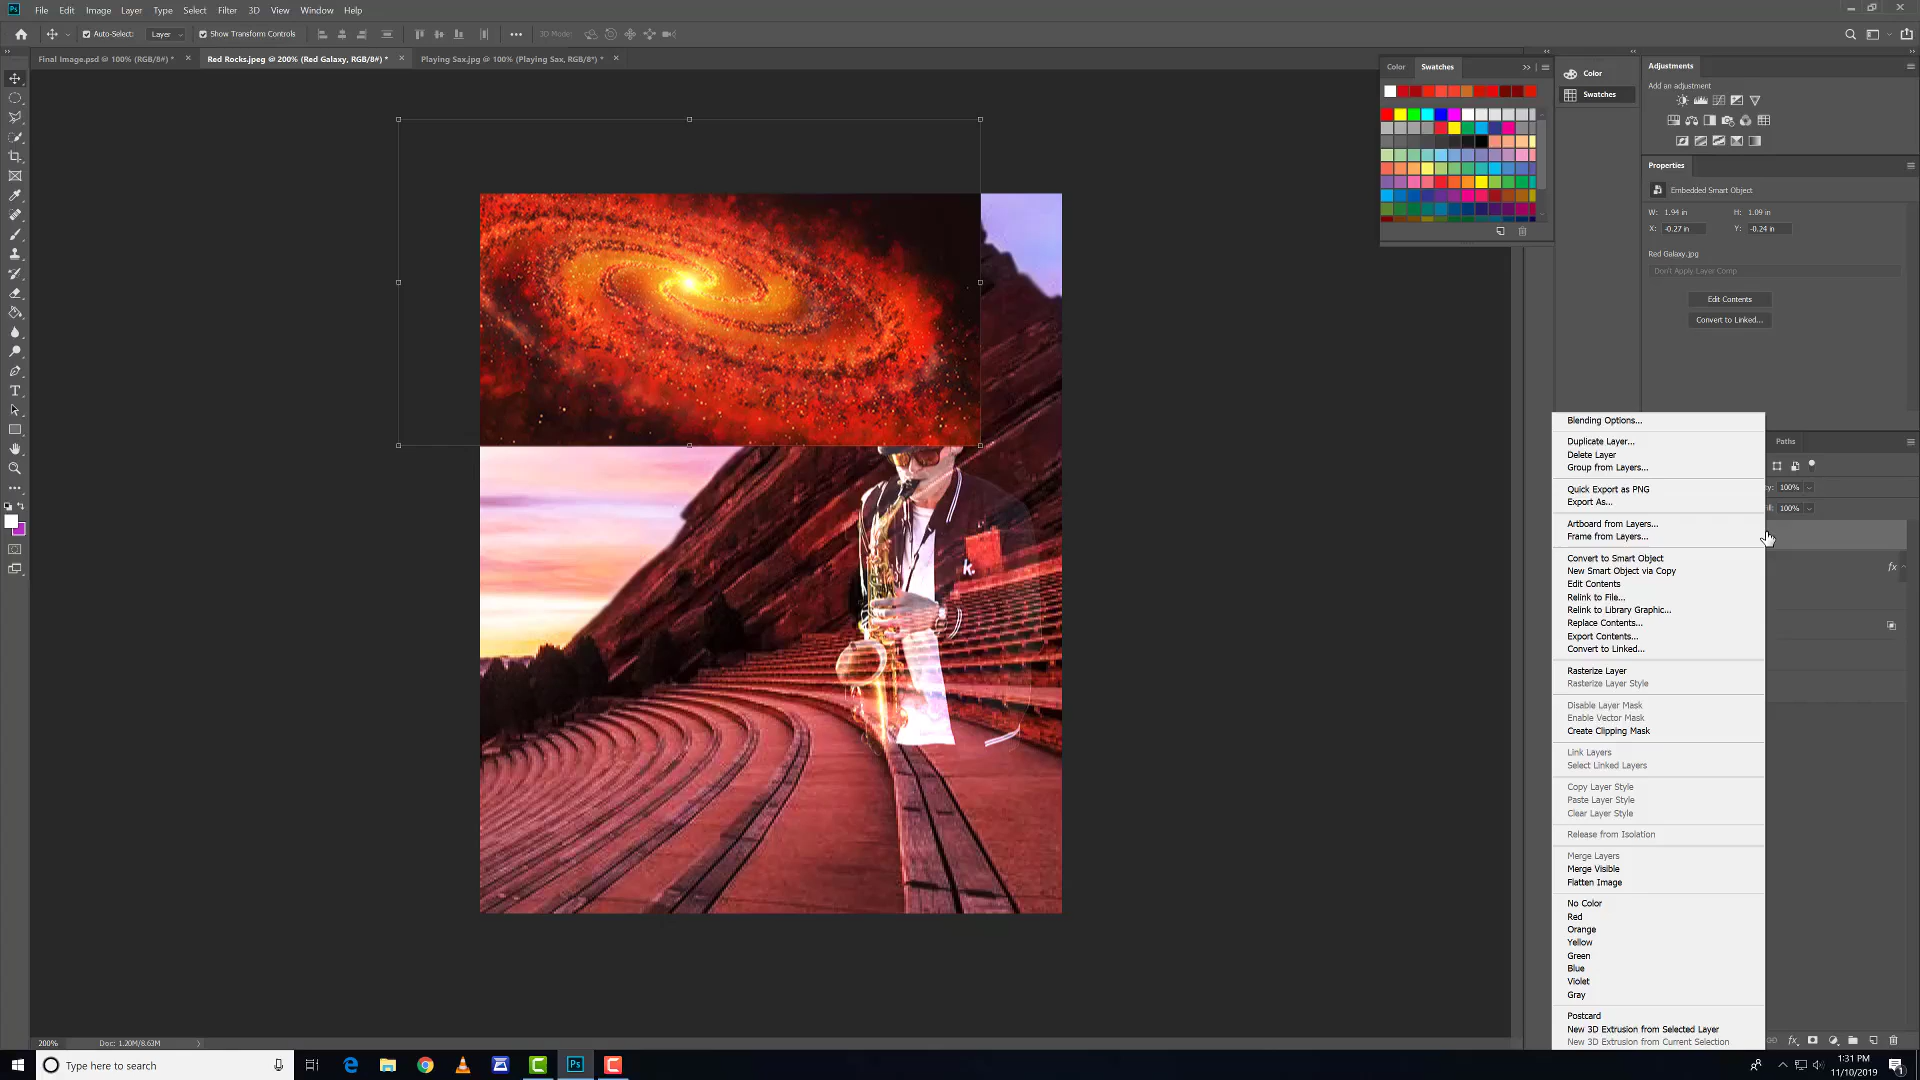 Ps File Edit Image Layer Type Select Filter 3D View Window Help
Auto-Select: Layer Show Transform Controls 3D Mode:
Final Image.psd @ 100% (RGB/8#) * Red Rocks.jpeg @ 200% (Red Galaxy, RGB/8#) * Playing Sax.jpg @ 100% (Playing Sax, RGB/8*) *
Color Swatches
Color
Swatches
Adjustments
Add an adjustment
Properties
Embedded Smart Object
W: 1.94 in H: 1.09 in
X: -0.27 in Y: -0.24 in
Red Galaxy.jpg
Don't Apply Layer Comp
Edit Contents
Convert to Linked...
Paths
100%
100%
fx
Blending Options...
Duplicate Layer...
Delete Layer
Group from Layers...
Quick Export as PNG
Export As...
Artboard from Layers...
Frame from Layers...
Convert to Smart Object
New Smart Object via Copy
Edit Contents
Relink to File...
Relink to Library Graphic...
Replace Contents...
Export Contents...
Convert to Linked...
Rasterize Layer
Rasterize Layer Style
Disable Layer Mask
Enable Vector Mask
Create Clipping Mask
Link Layers
Select Linked Layers
Copy Layer Style
Paste Layer Style
Clear Layer Style
Release from Isolation
Merge Layers
Merge Visible
Flatten Image
No Color
Red
Orange
Yellow
Green
Blue
Violet
Gray
Postcard
New 3D Extrusion from Selected Layer
New 3D Extrusion from Current Selection
k.
200% Doc: 1.20M/8.63M
Type here to search
Ps
1:31 PM
11/10/2019